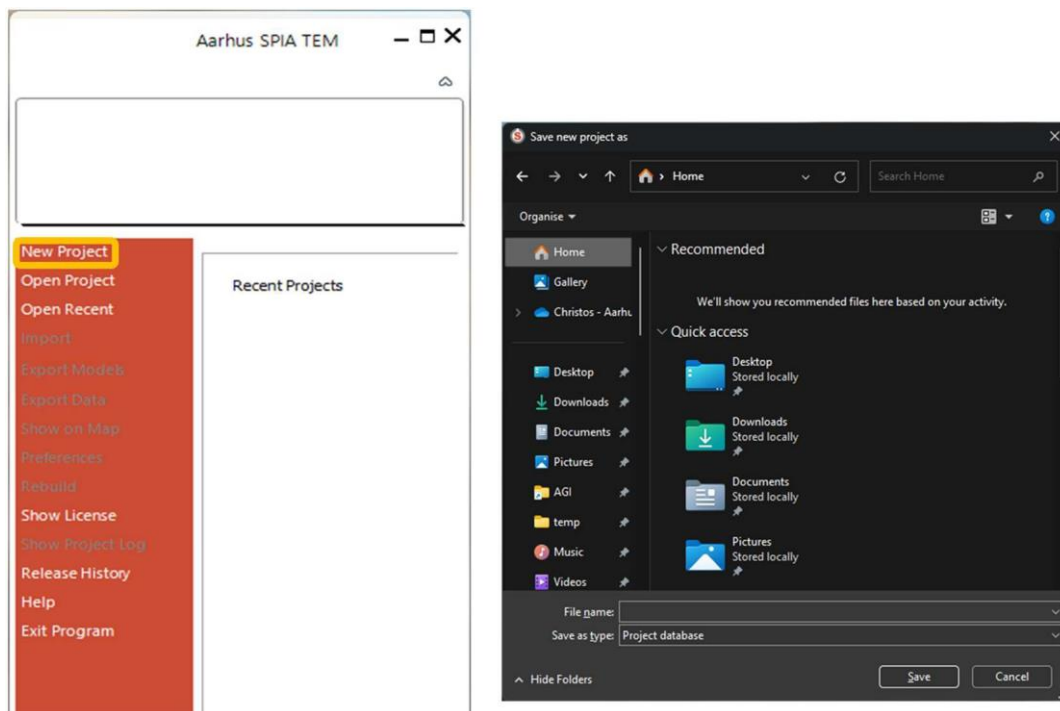 Aarhus SPIA TEM
New Project
Open Project
Open Recent
Import
Export Models
Export Data
Show on Map
Preferences
Rebuild
Show License
Show Project Log
Release History
Help
Exit Program
Recent Projects
Save new project as
Home
Search Home
Organise
Home
Gallery
Christos - Aarhu
Desktop
Downloads
Documents
Pictures
AGI
temp
Music
Videos
Recommended
We'll show you recommended files here based on your activity.
Quick access
Desktop
Stored locally
Downloads
Stored locally
Documents
Stored locally
Pictures
Stored locally
File name:
Save as type: Project database
Hide Folders
Save
Cancel